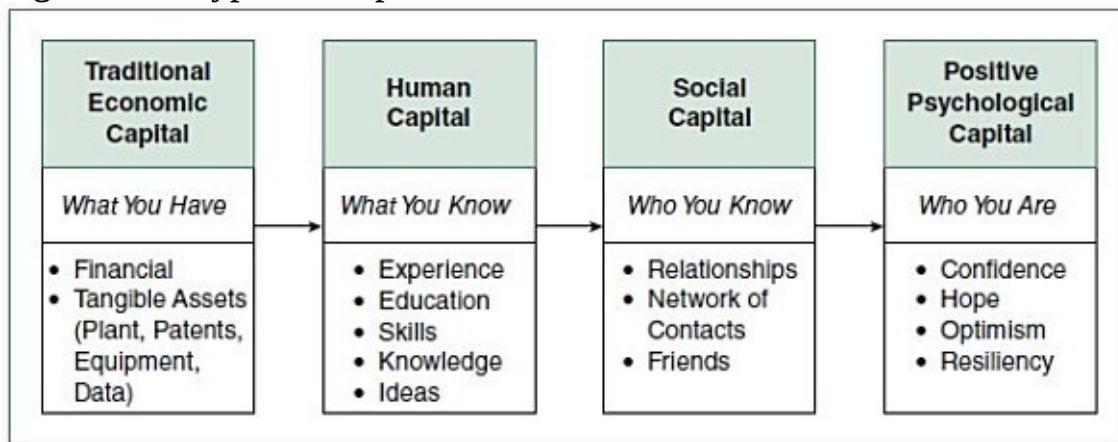 Traditional
Economic
Capital
What You Have
• Financial
• Tangible Assets
(Plant, Patents,
Equipment,
Data)
Human
Capital
What You Know
• Experience
• Education
• Skills
• Knowledge
• Ideas
Social
Capital
Who You Know
• Relationships
• Network of
Contacts
• Friends
Positive
Psychological
Capital
Who You Are
• Confidence
• Hope
• Optimism
• Resiliency